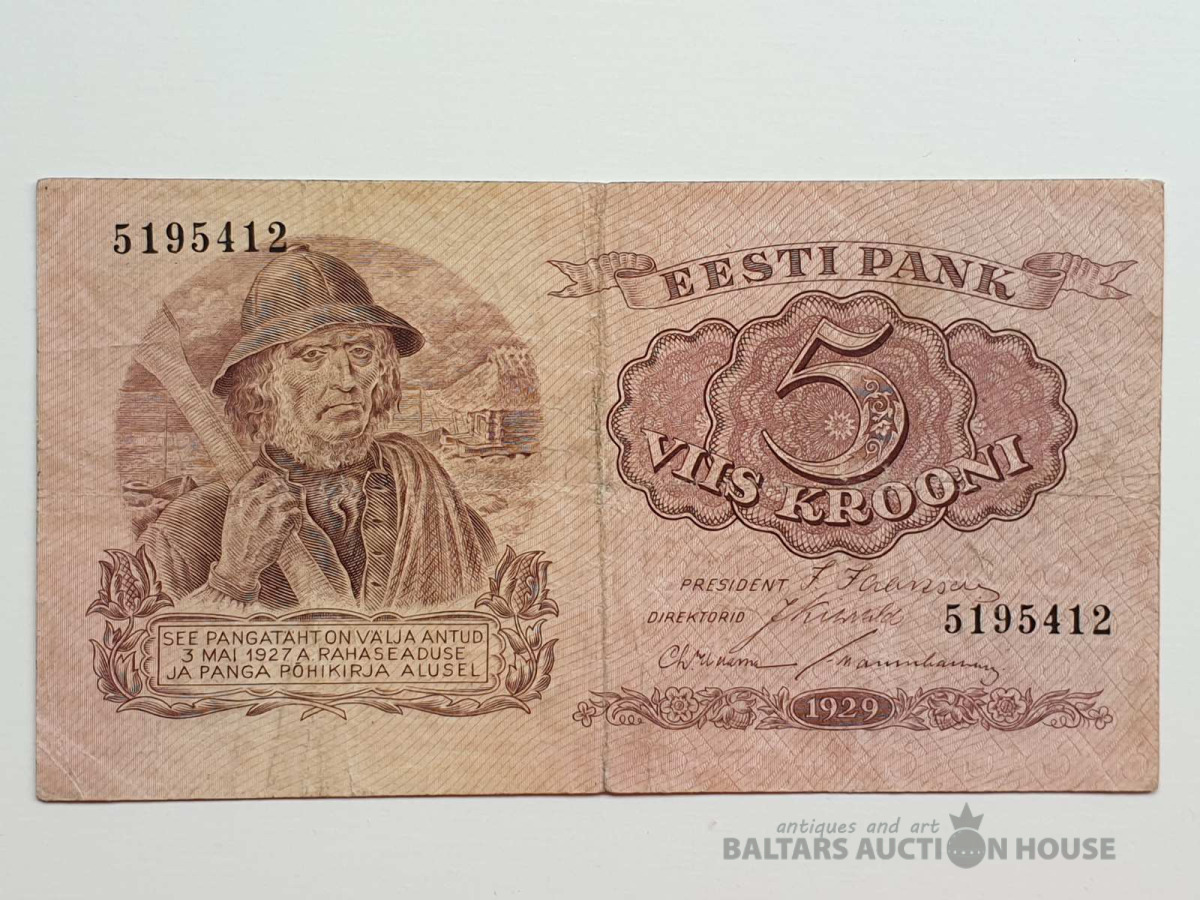 5195412
EESTI PANK
5
VIIS KROONI
PRESIDENT
DIREKTORID
5195412
SEE PANGATAHT ON VÄLJA ANTUD
3 MAI 1927 A. RAHASEADUSE
JA PANGA PÕHIKIRJA ALUSEL
1929
antiques and art
BALTARS AUCTION HOUSE